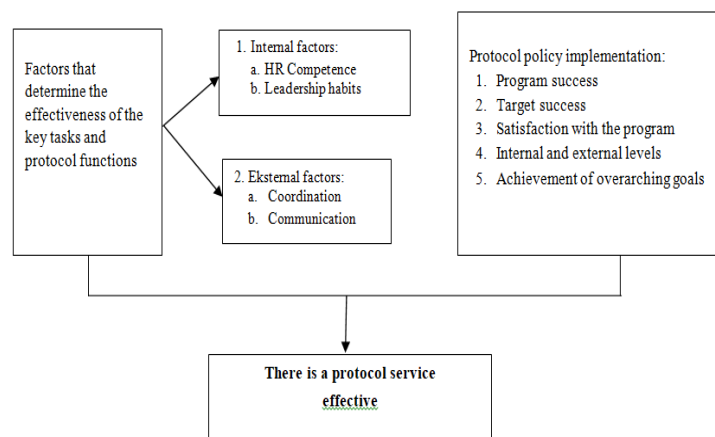 Factors that
determine the
effectiveness of the
key tasks and
protocol functions
1. Internal factors:
a. HR Competence
b. Leadership habits
2. Eksternal factors:
a. Coordination
b. Communication
Protocol policy implementation:
1. Program success
2. Target success
3. Satisfaction with the program
4. Internal and external levels
5. Achievement of overarching goals
There is a protocol service
effective